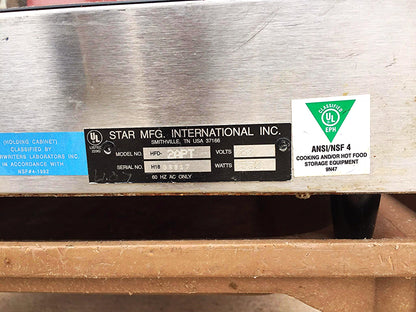 (HOLDING CABINET)
CLASSIFIED BY
UNDERWRITERS LABORATORIES INC.
IN ACCORDANCE WITH
NSF#4-1992
UL
STAR MFG. INTERNATIONAL INC.
SMITHVILLE, TN USA 37166
MODEL NO. HFD- VOLTS
SERIAL NO. H18 WATTS
60 HZ AC ONLY
CLASSIFIED
UL
EPH
ANSI/NSF 4
COOKING AND/OR HOT FOOD
STORAGE EQUIPMENT
9N47